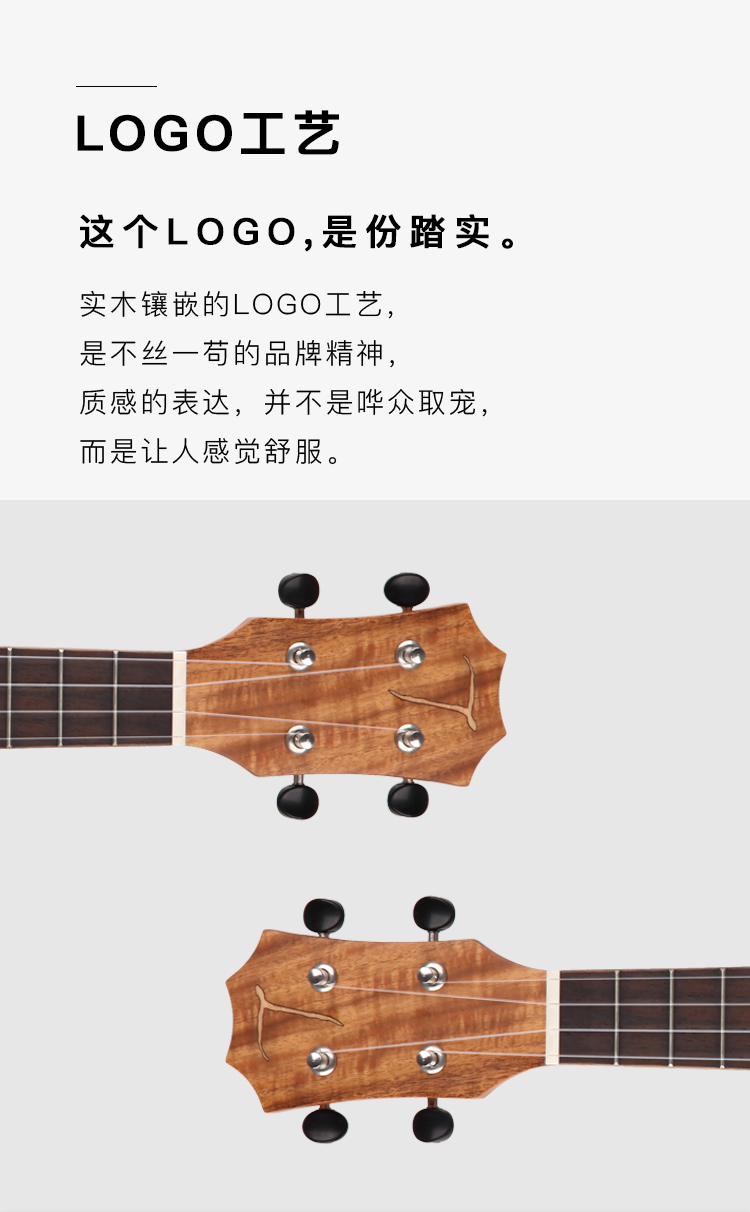 LOGO工艺
这个LOGO,是份踏实。
实木镶嵌的LOGO工艺,
是不丝一苟的品牌精神,
质感的表达，并不是哗众取宠,
而是让人感觉舒服。